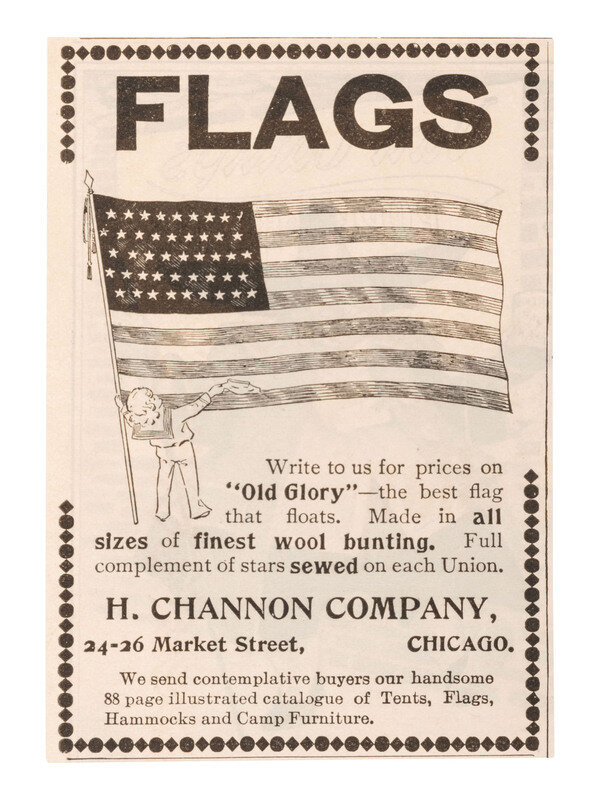 FLAGS
Write to us for prices on
"Old Glory"—the best flag
that floats. Made in all
sizes of finest wool bunting. Full
complement of stars sewed on each Union.
H. CHANNON COMPANY,
24-26 Market Street, CHICAGO.
We send contemplative buyers our handsome
88 page illustrated catalogue of Tents, Flags,
Hammocks and Camp Furniture.